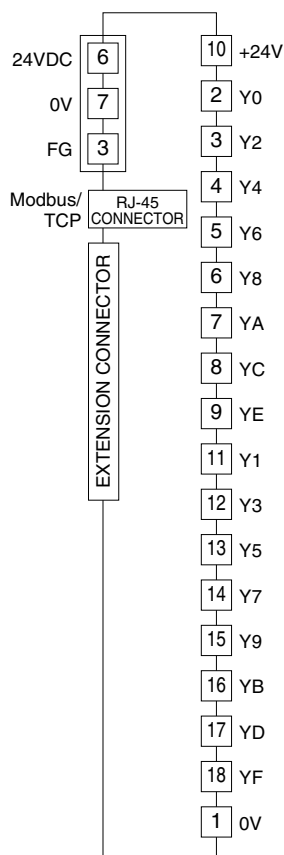 24VDC 6
0V 7
FG 3
Modbus/
TCP
RJ-45
CONNECTOR
EXTENSION CONNECTOR
10 +24V
2 Y0
3 Y2
4 Y4
5 Y6
6 Y8
7 YA
8 YC
9 YE
11 Y1
12 Y3
13 Y5
14 Y7
15 Y9
16 YB
17 YD
18 YF
1 0V